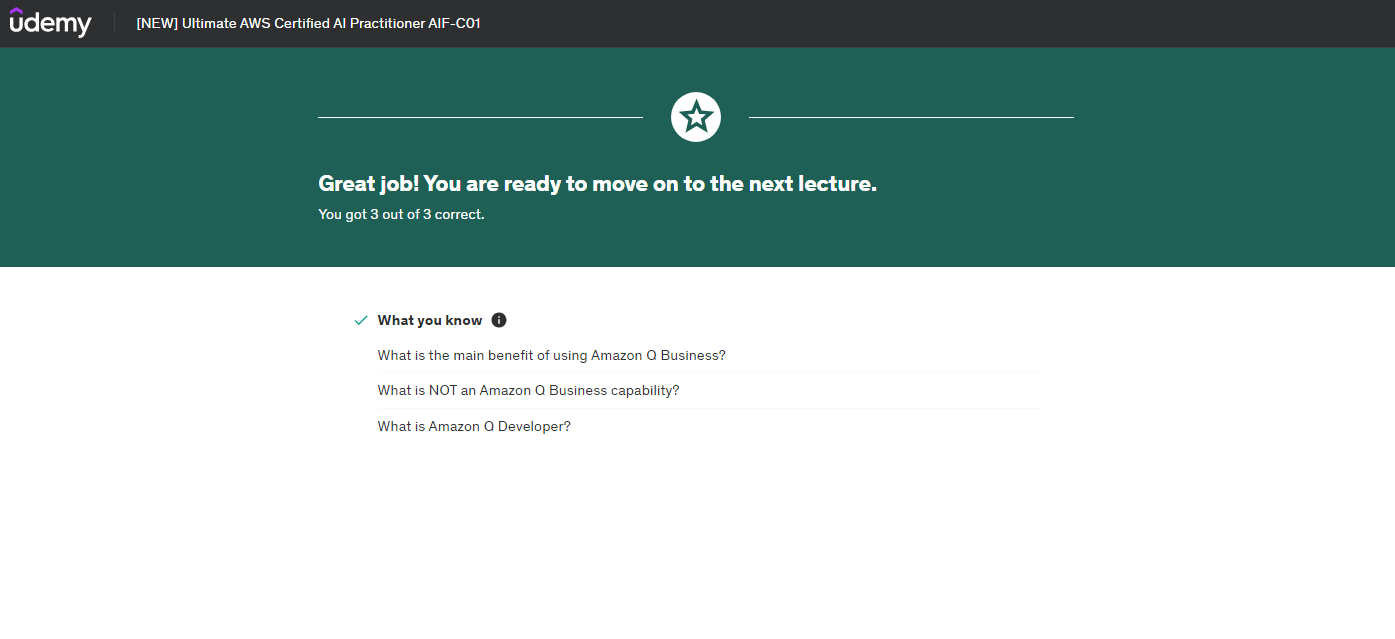 udemy
[NEW] Ultimate AWS Certified AI Practitioner AIF-C01
Great job! You are ready to move on to the next lecture.
You got 3 out of 3 correct.
What you know
What is the main benefit of using Amazon Q Business?
What is NOT an Amazon Q Business capability?
What is Amazon Q Developer?